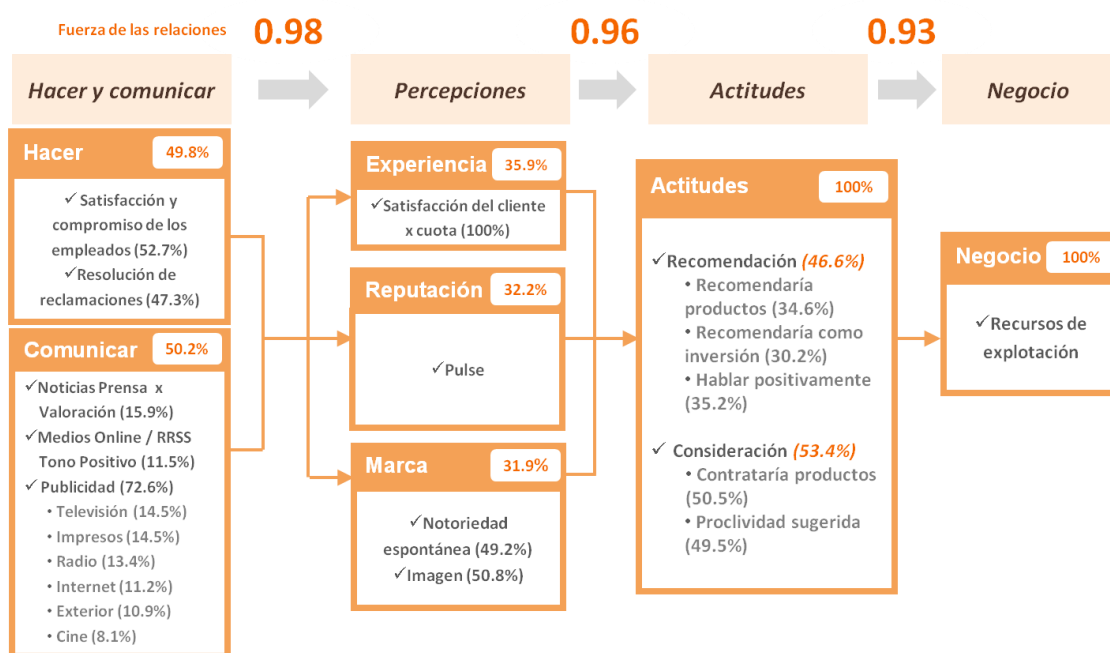 Fuerza de las relaciones
0.98
0.96
0.93
Hacer y comunicar
Percepciones
Actitudes
Negocio
Hacer
49.8%
✓Satisfacción y
compromiso de los
empleados (52.7%)
✓Resolución de
reclamaciones (47.3%)
Comunicar
50.2%
✓Noticias Prensa x
Valoración (15.9%)
✓Medios Online / RRSS
Tono Positivo (11.5%)
✓Publicidad (72.6%)
• Televisión (14.5%)
• Impresos (14.5%)
• Radio (13.4%)
• Internet (11.2%)
• Exterior (10.9%)
• Cine (8.1%)
Experiencia
35.9%
✓Satisfacción del cliente
x cuota (100%)
Reputación
32.2%
✓Pulse
Marca
31.9%
✓Notoriedad
espontánea (49.2%)
✓Imagen (50.8%)
Actitudes
100%
✓Recomendación (46.6%)
• Recomendaría
productos (34.6%)
• Recomendaría como
inversión (30.2%)
• Hablar positivamente
(35.2%)
✓ Consideración (53.4%)
• Contrataría productos
(50.5%)
• Proclividad sugerida
(49.5%)
Negocio
100%
✓Recursos de
explotación